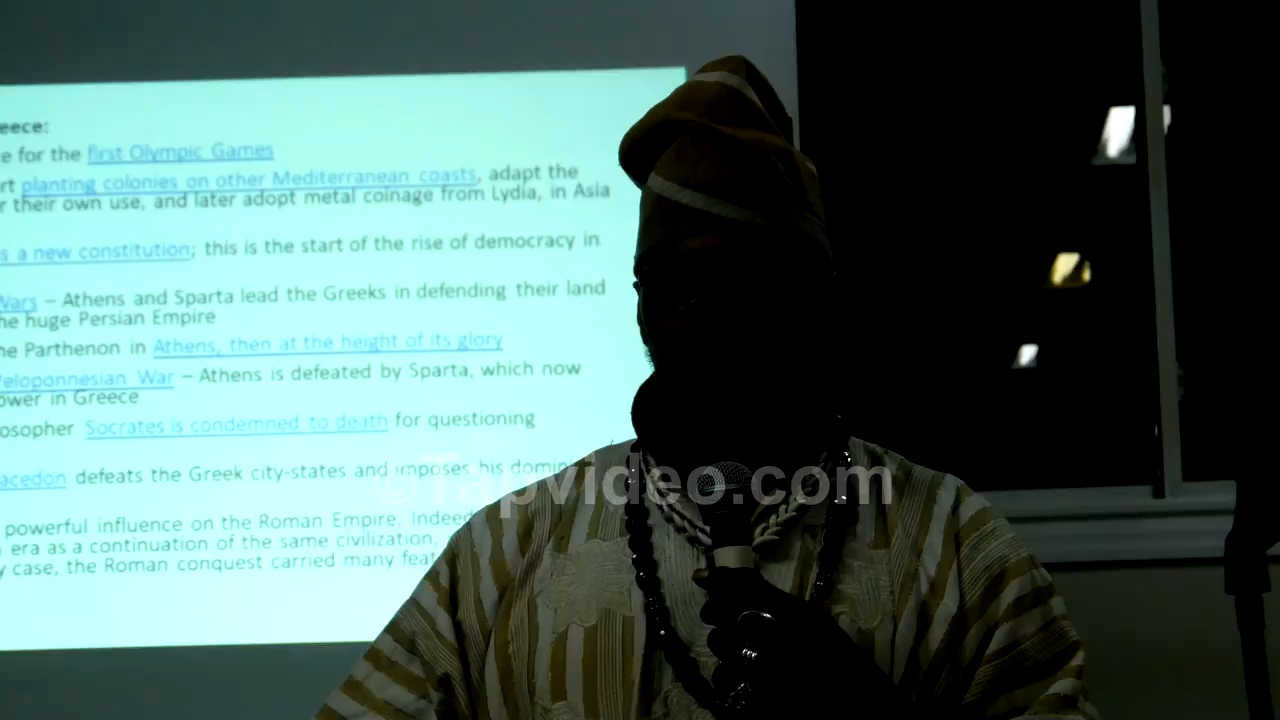 eece:
e for the first Olympic Games
rt planting colonies on other Mediterranean coasts, adapt the
r their own use, and later adopt metal coinage from Lydia, in Asia
s a new constitution; this is the start of the rise of democracy in
Wars – Athens and Sparta lead the Greeks in defending their land
he huge Persian Empire
he Parthenon in Athens, then at the height of its glory
Peloponnesian War – Athens is defeated by Sparta, which now
ower in Greece
osopher Socrates is condemned to death for questioning
acedon defeats the Greek city-states and imposes his domin
powerful influence on the Roman Empire. Indeed
era as a continuation of the same civilization,
y case, the Roman conquest carried many feat
©Tapvideo.com